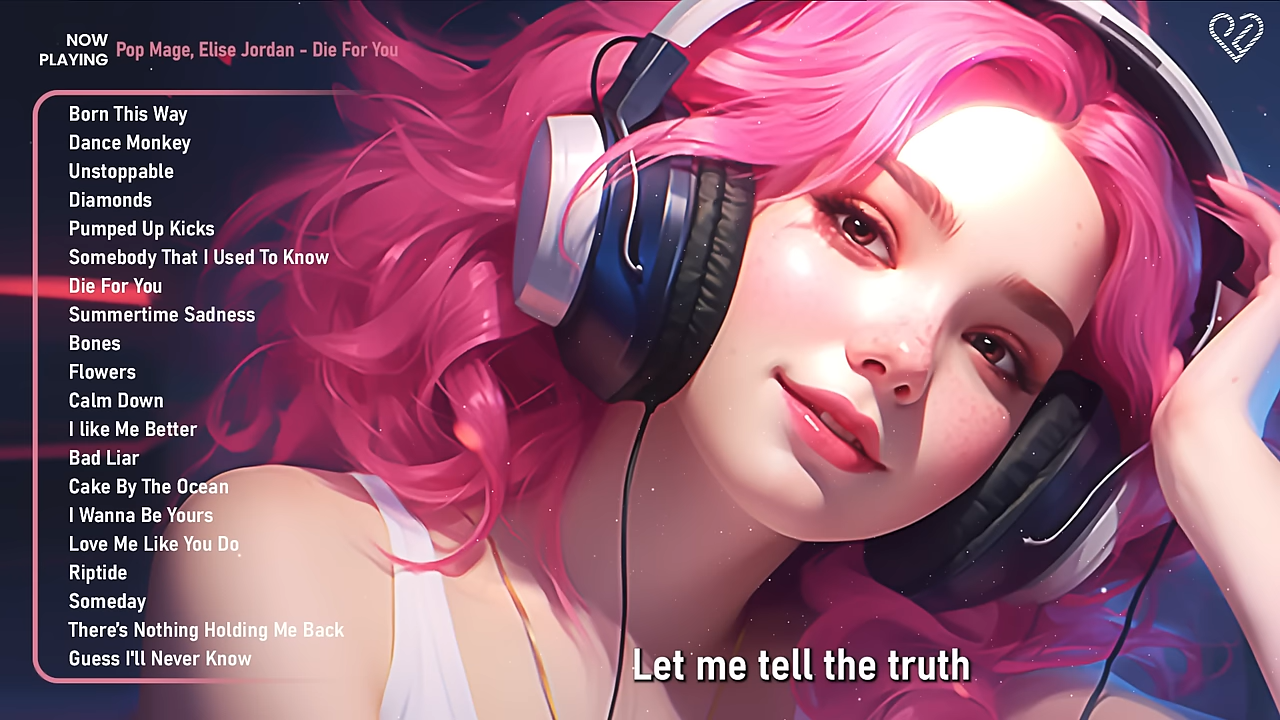 NOW
PLAYING
Pop Mage, Elise Jordan - Die For You
Born This Way
Dance Monkey
Unstoppable
Diamonds
Pumped Up Kicks
Somebody That I Used To Know
Die For You
Summertime Sadness
Bones
Flowers
Calm Down
I like Me Better
Bad Liar
Cake By The Ocean
I Wanna Be Yours
Love Me Like You Do
Riptide
Someday
There's Nothing Holding Me Back
Guess I'll Never Know
Let me tell the truth